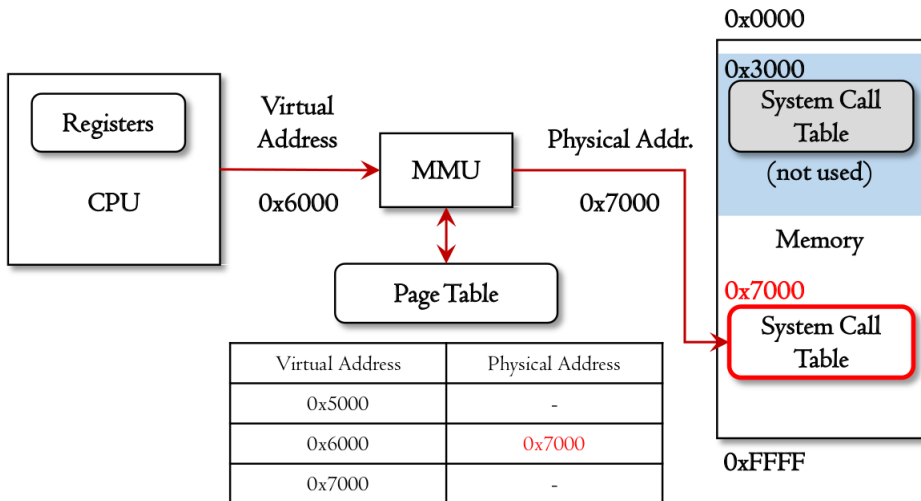 0x0000
0x3000
System Call
Table
(not used)
Registers
CPU
Virtual
Address
0x6000
MMU
Physical Addr.
0x7000
Memory
Page Table
0x7000
System Call
Table
Virtual Address Physical Address
0x5000 -
0x6000 0x7000
0x7000 -
0xFFFF